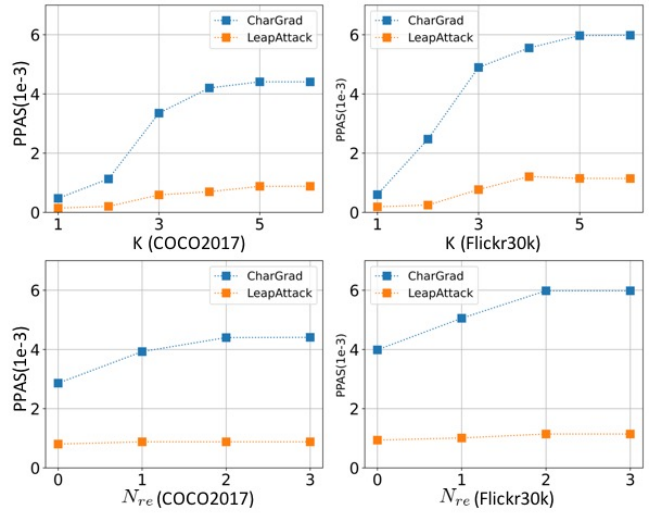 PPAS(1e-3)
6
4
2
0
CharGrad
LeapAttack
1 3 5
K (COCO2017)
PPAS(1e-3)
6
4
2
0
CharGrad
LeapAttack
1 3 5
K (Flickr30k)
PPAS(1e-3)
6
4
2
0
CharGrad
LeapAttack
0 1 2 3
N_re (COCO2017)
PPAS(1e-3)
6
4
2
0
CharGrad
LeapAttack
0 1 2 3
N_re (Flickr30k)